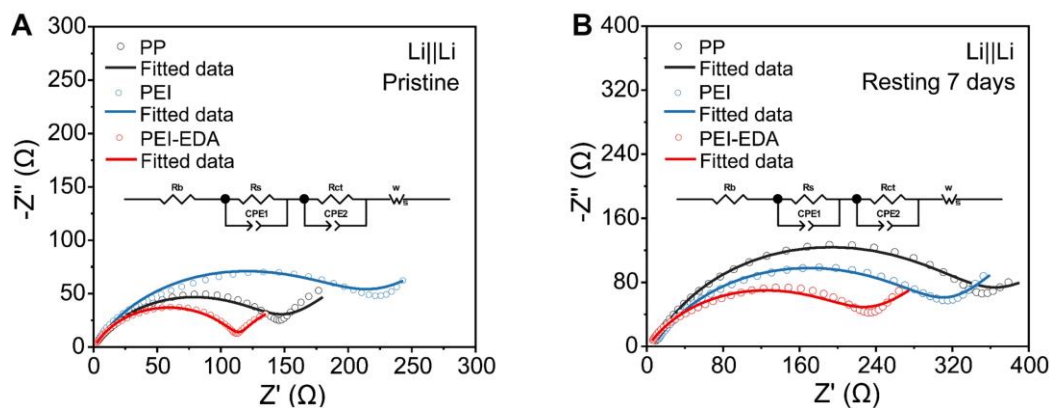 A
300
250
200
150
100
50
0
-Z" (Ω)
PP
Fitted data
PEI
Fitted data
PEI-EDA
Fitted data
Li||Li
Pristine
Rb
Rs
Rct
w
s
CPE1
CPE2
0 50 100 150 200 250 300
Z' (Ω)
B
400
320
240
160
80
0
-Z" (Ω)
PP
Fitted data
PEI
Fitted data
PEI-EDA
Fitted data
Li||Li
Resting 7 days
Rb
Rs
Rct
w
s
CPE1
CPE2
0 80 160 240 320 400
Z' (Ω)